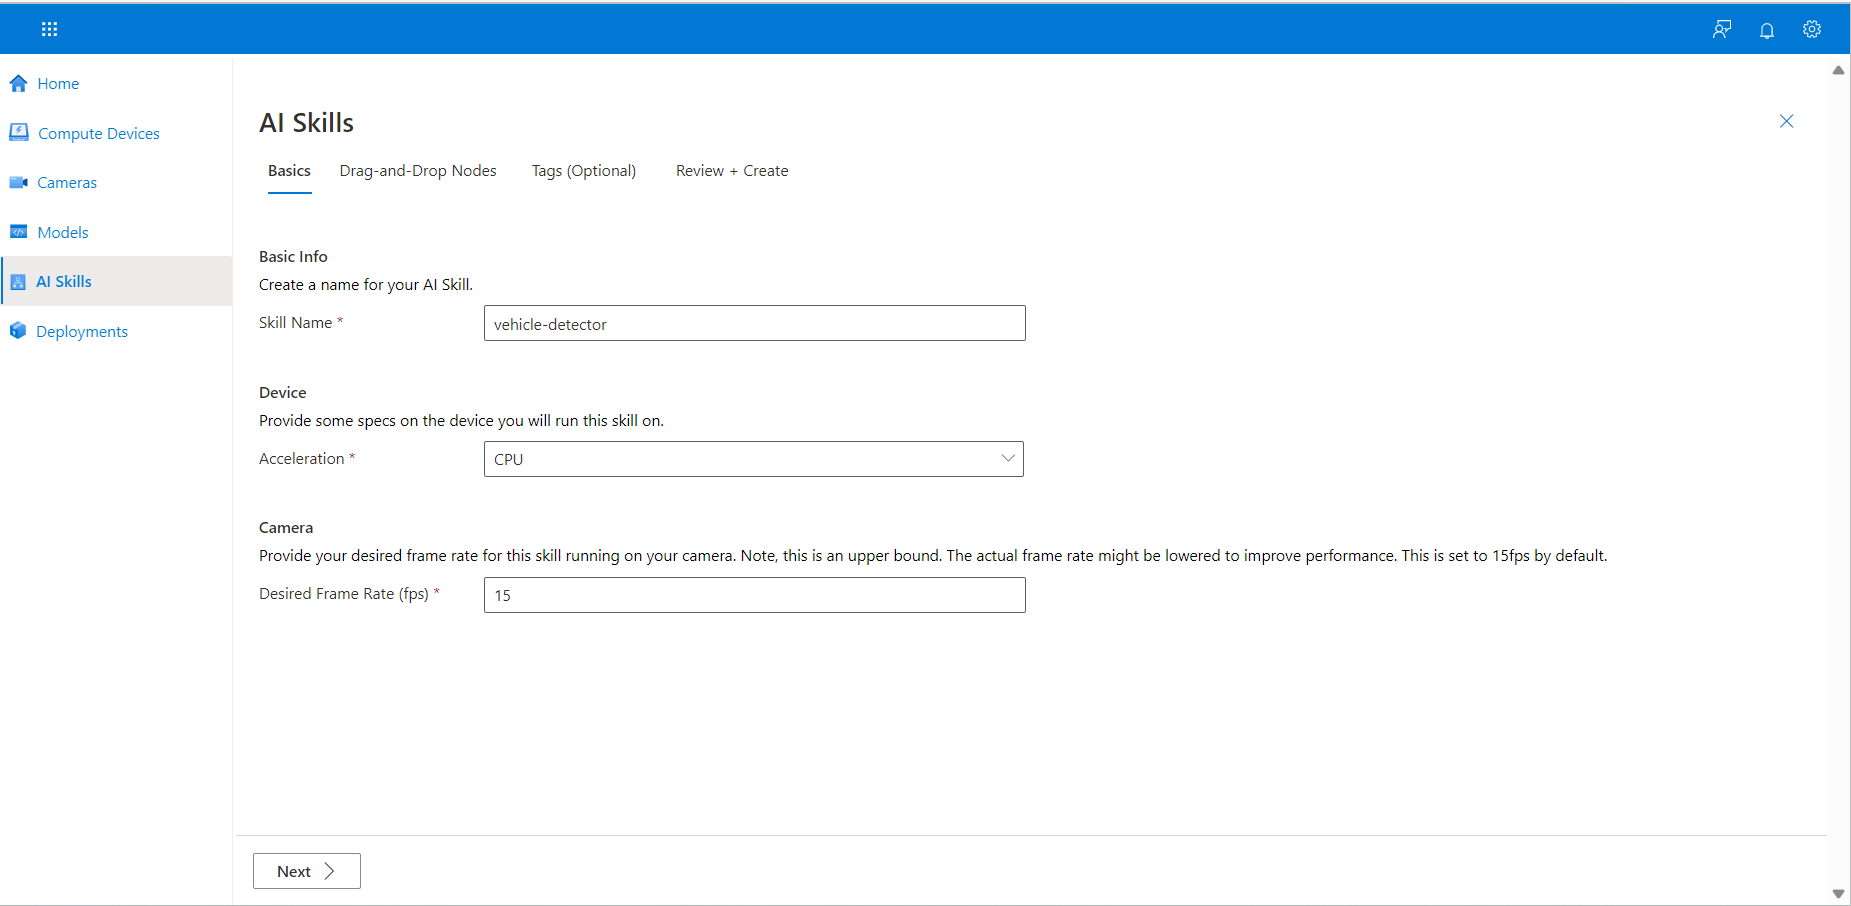 Home
Compute Devices
Cameras
Models
AI Skills
Deployments
AI Skills
Basics Drag-and-Drop Nodes Tags (Optional) Review + Create
Basic Info
Create a name for your AI Skill.
Skill Name * vehicle-detector
Device
Provide some specs on the device you will run this skill on.
Acceleration * CPU
Camera
Provide your desired frame rate for this skill running on your camera. Note, this is an upper bound. The actual frame rate might be lowered to improve performance. This is set to 15fps by default.
Desired Frame Rate (fps) * 15
Next